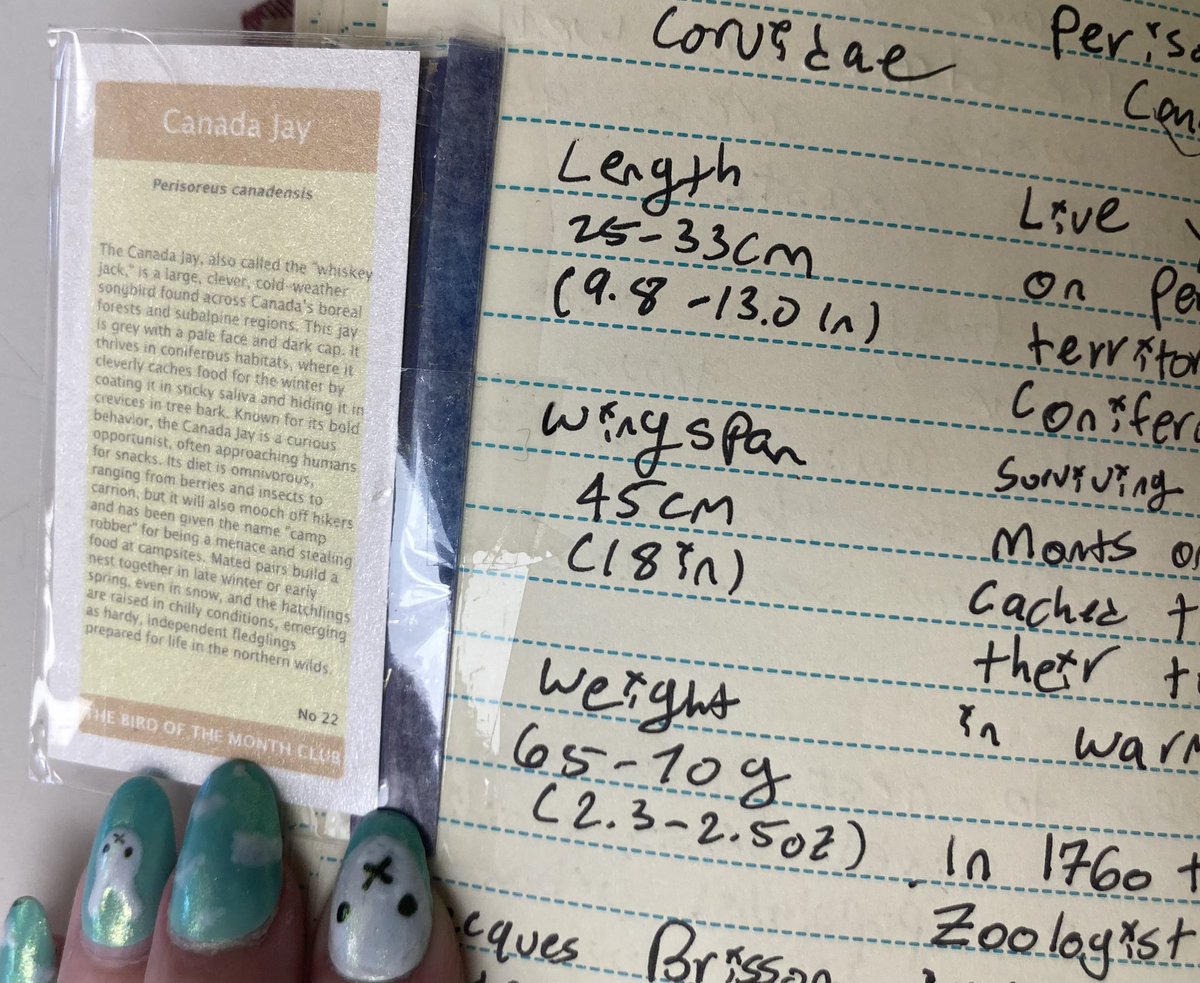 Canada Jay
Perisoreus canadensis
The Canada Jay, also called the "whiskey
jack," is a large, clever, cold-weather
songbird found across Canada's boreal
forests and subalpine regions. This jay
is grey with a pale face and dark cap. It
thrives in coniferous habitats, where it
cleverly caches food for the winter by
coating it in sticky saliva and hiding it in
crevices in tree bark. Known for its bold
behavior, the Canada Jay is a curious
opportunist, often approaching humans
for snacks. Its diet is omnivorous,
ranging from berries and insects to
carrion, but it will also mooch off hikers
and has been given the name "camp
robber" for being a menace and stealing
food at campsites. Mated pairs build a
nest together in late winter or early
spring, even in snow, and the hatchlings
are raised in chilly conditions, emerging
as hardy, independent fledglings
prepared for life in the northern wilds.
No 22
THE BIRD OF THE MONTH CLUB
Corvidae
Length
25-33cm
(9.8-13.0 in)
Wingspan
45cm
(18in)
Weight
65-70g
(2.3-2.5oz)
Live
on
Surviving
Monts
Cached
their
in warm
In 1760
Zoologist
Brisson